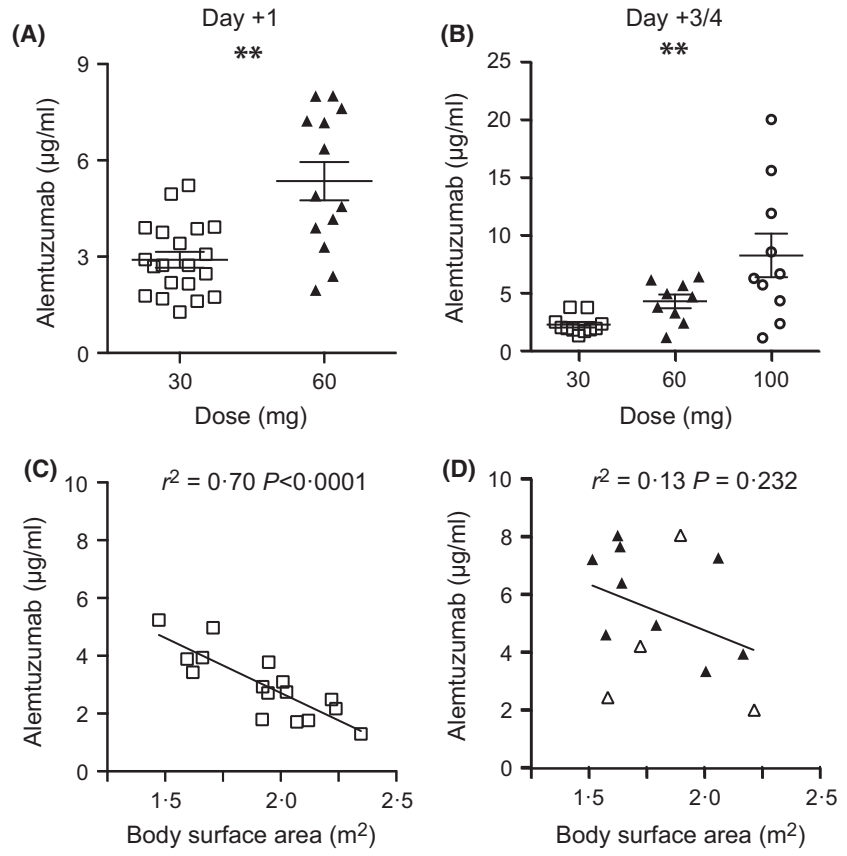 (A)
Day +1
**
Alemtuzumab (µg/ml)
9
6
3
0
30
60
Dose (mg)
(B)
Day +3/4
**
Alemtuzumab (µg/ml)
25
20
15
10
5
0
30
60
100
Dose (mg)
(C)
r² = 0·70 P<0·0001
Alemtuzumab (µg/ml)
10
8
6
4
2
0
1·5
2·0
2·5
Body surface area (m²)
(D)
r² = 0·13 P = 0·232
Alemtuzumab (µg/ml)
10
8
6
4
2
0
1·5
2·0
2·5
Body surface area (m²)